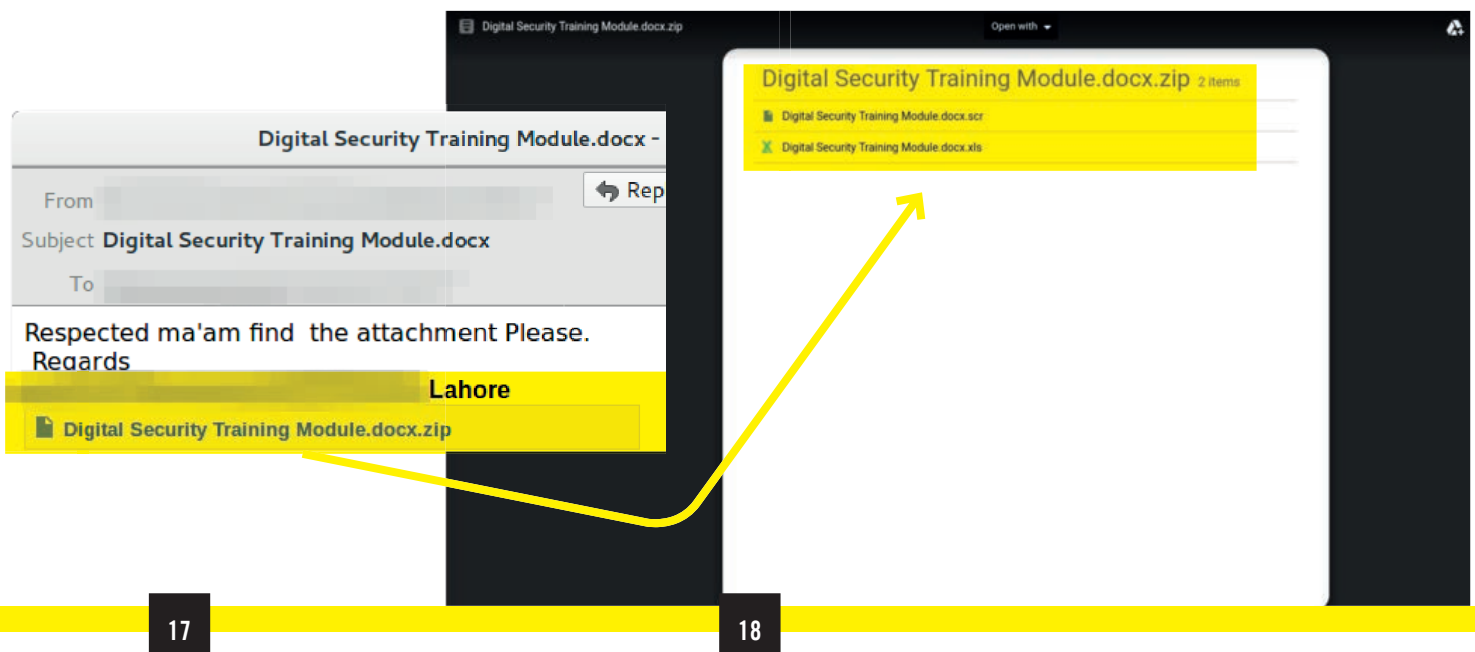 Digital Security Training Module.docx -
From
Rep
Subject Digital Security Training Module.docx
To
Respected ma'am find  the attachment Please.
Regards
Lahore
Digital Security Training Module.docx.zip
17
Digital Security Training Module.docx.zip
Open with
Digital Security Training Module.docx.zip 2 items
Digital Security Training Module.docx.scr
Digital Security Training Module.docx.xls
18